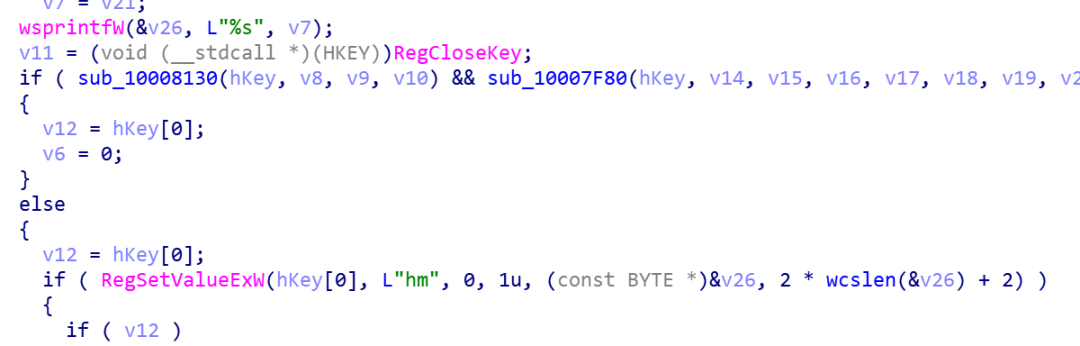 v7 = v21;
wsprintfW(&v26, L"%s", v7);
v11 = (void (__stdcall *)(HKEY))RegCloseKey;
if ( sub_10008130(hKey, v8, v9, v10) && sub_10007F80(hKey, v14, v15, v16, v17, v18, v19, v2
{
v12 = hKey[0];
v6 = 0;
}
else
{
v12 = hKey[0];
if ( RegSetValueExW(hKey[0], L"hm", 0, 1u, (const BYTE *)&v26, 2 * wcslen(&v26) + 2) )
{
if ( v12 )